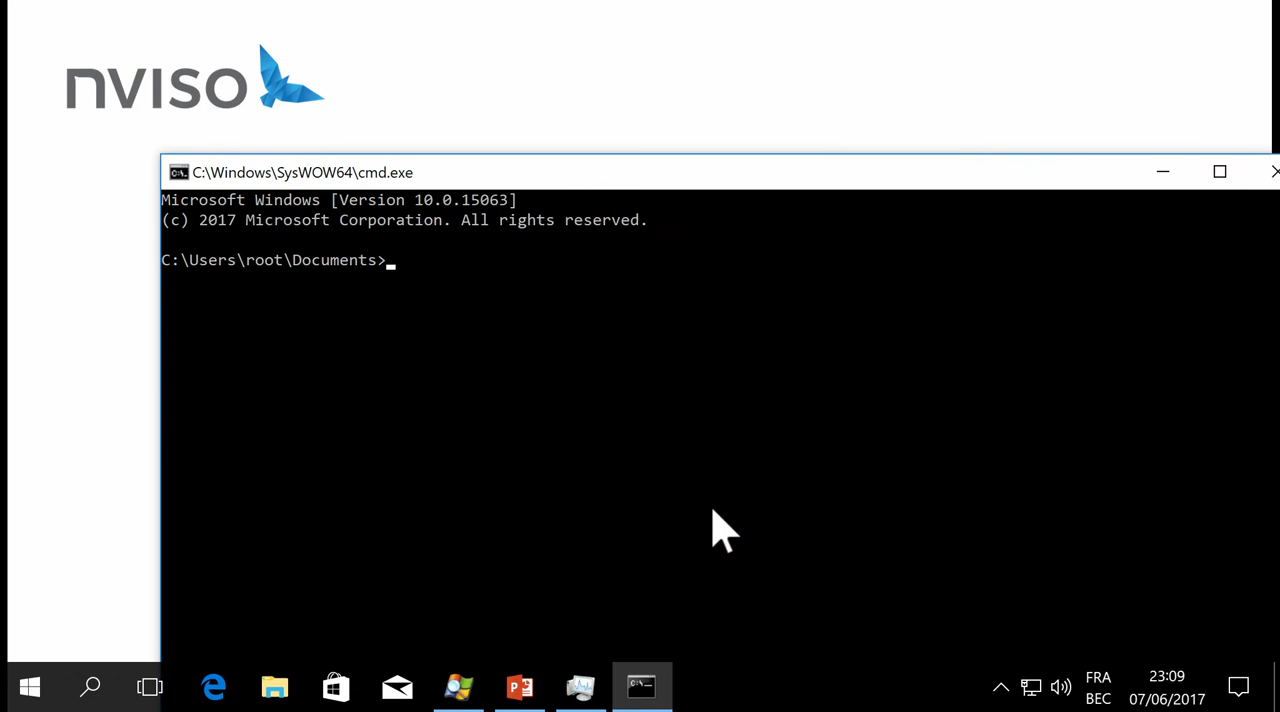 nviso
C:\Windows\SysWOW64\cmd.exe
Microsoft Windows [Version 10.0.15063]
(c) 2017 Microsoft Corporation. All rights reserved.
C:\Users\root\Documents>
FRA 23:09
BEC 07/06/2017